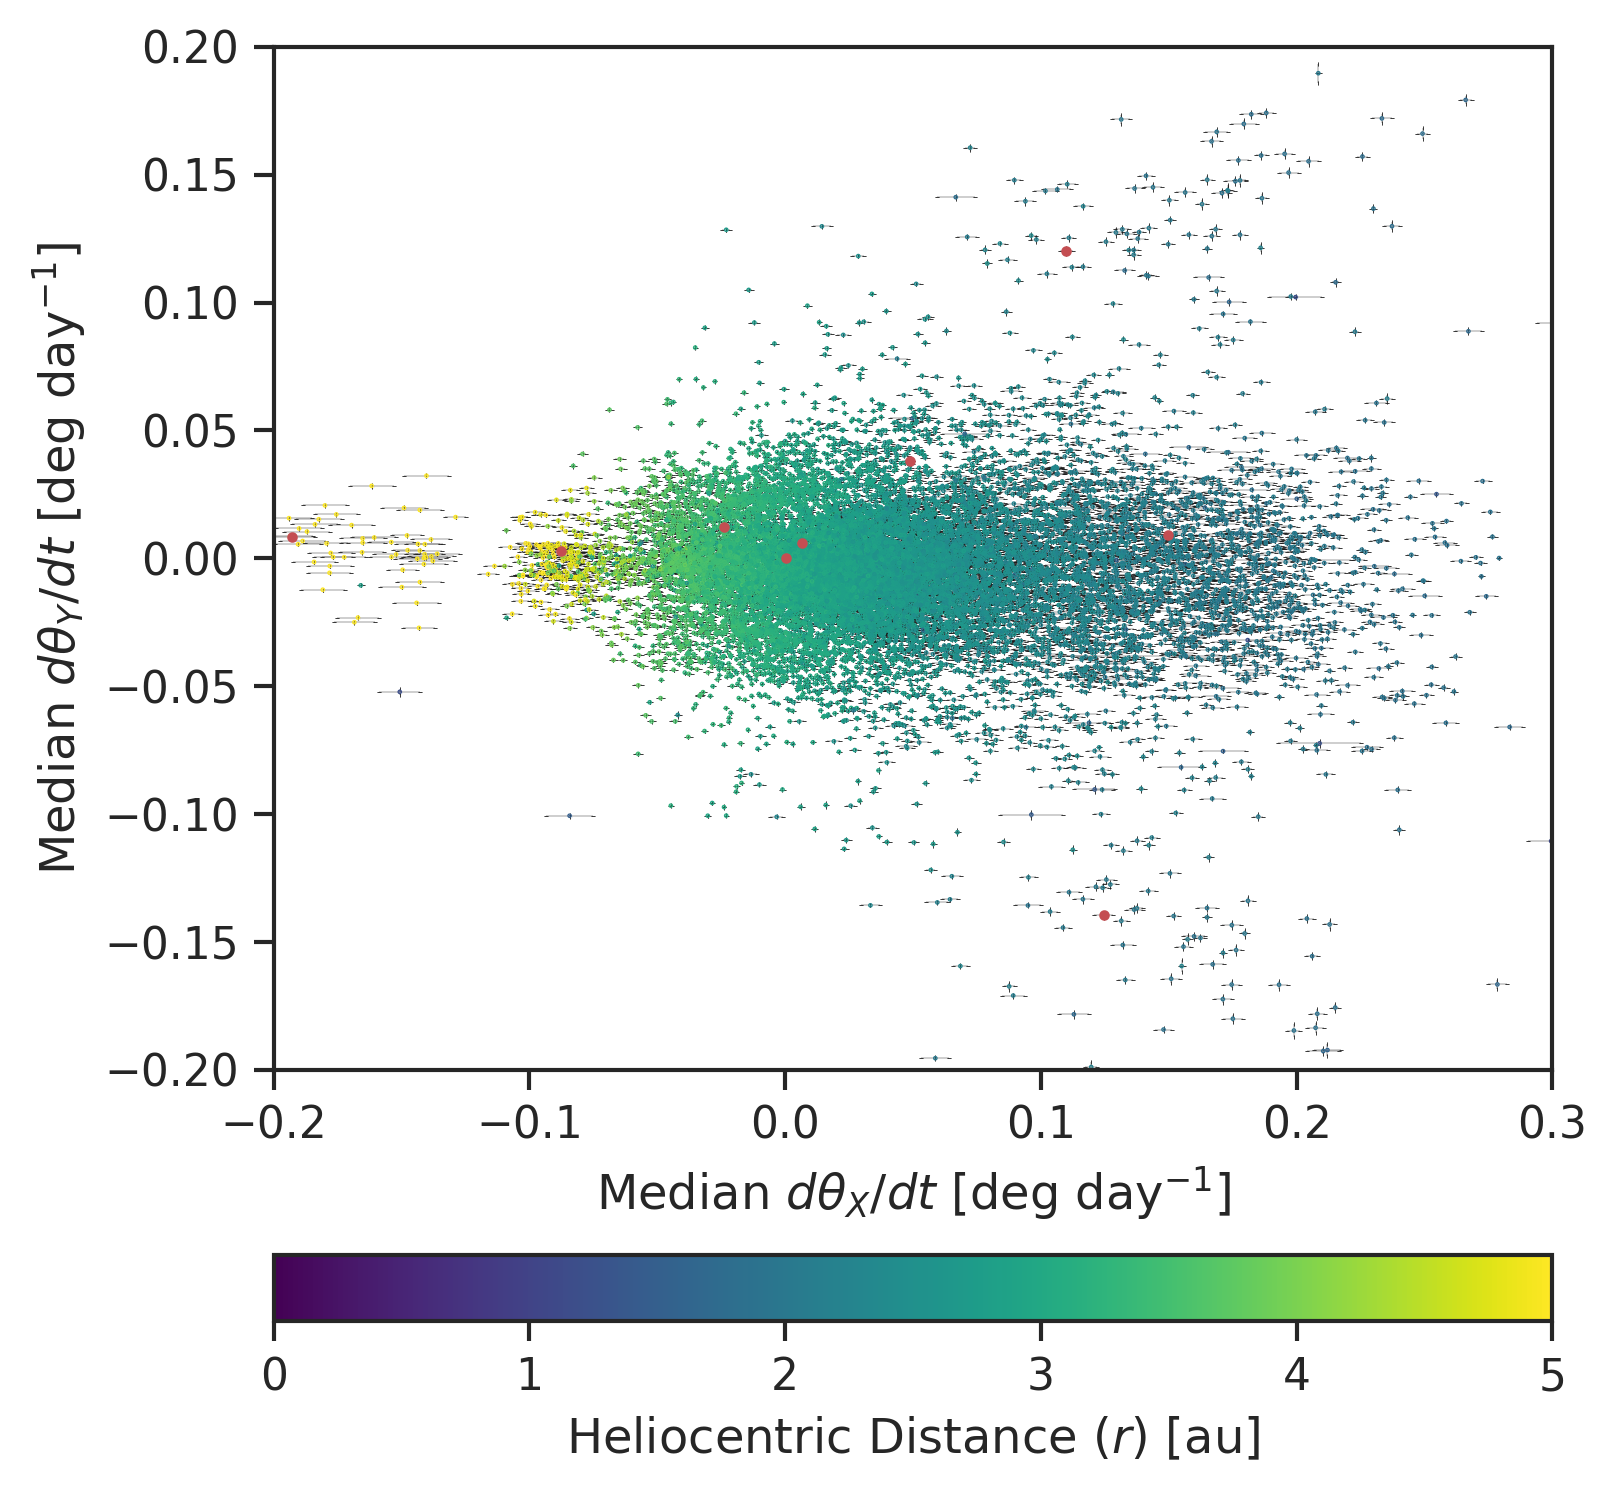 0.20
0.15
0.10
0.05
0.00
−0.05
−0.10
−0.15
−0.20
Median dθ_Y/dt [deg day⁻¹]
−0.2 −0.1 0.0 0.1 0.2 0.3
Median dθ_X/dt [deg day⁻¹]
0 1 2 3 4 5
Heliocentric Distance (r) [au]